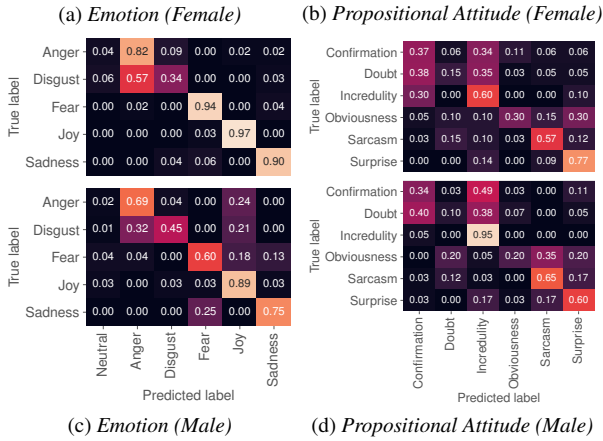 (a) Emotion (Female)
(b) Propositional Attitude (Female)
True label
Anger 0.04 0.82 0.09 0.00 0.02 0.02
Disgust 0.06 0.57 0.34 0.00 0.02 0.00
Fear 0.00 0.02 0.00 0.94 0.00 0.04
Joy 0.00 0.00 0.00 0.03 0.97 0.00
Sadness 0.00 0.00 0.04 0.06 0.00 0.90
True label
Confirmation 0.37 0.06 0.34 0.11 0.06 0.06
Doubt 0.38 0.15 0.35 0.03 0.05 0.05
Incredulity 0.30 0.00 0.60 0.00 0.00 0.10
Obviousness 0.05 0.10 0.10 0.30 0.15 0.30
Sarcasm 0.03 0.15 0.10 0.03 0.57 0.12
Surprise 0.00 0.00 0.14 0.00 0.09 0.77
True label
Anger 0.02 0.69 0.04 0.00 0.24 0.00
Disgust 0.01 0.32 0.45 0.00 0.21 0.00
Fear 0.04 0.04 0.00 0.60 0.18 0.13
Joy 0.00 0.03 0.00 0.03 0.89 0.03
Sadness 0.00 0.00 0.00 0.25 0.00 0.75
Neutral Anger Disgust Fear Joy Sadness
Predicted label
True label
Confirmation 0.34 0.03 0.49 0.03 0.00 0.11
Doubt 0.40 0.10 0.38 0.07 0.00 0.05
Incredulity 0.05 0.00 0.95 0.00 0.00 0.00
Obviousness 0.00 0.20 0.05 0.20 0.35 0.20
Sarcasm 0.03 0.12 0.03 0.00 0.65 0.17
Surprise 0.03 0.00 0.17 0.03 0.17 0.60
Confirmation Doubt Incredulity Obviousness Sarcasm Surprise
Predicted label
(c) Emotion (Male)
(d) Propositional Attitude (Male)